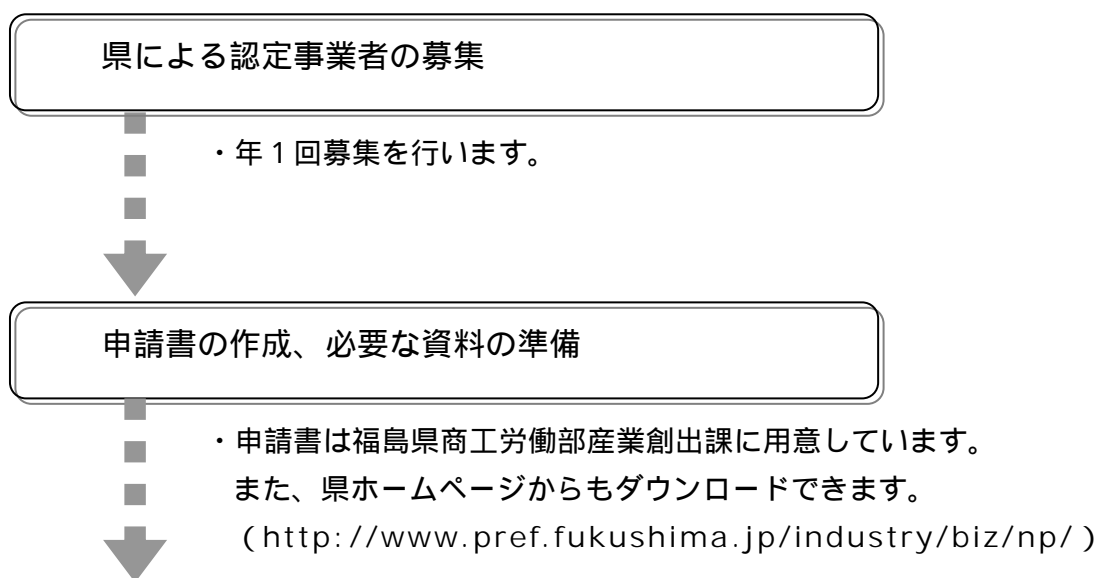 県による認定事業者の募集
・年1回募集を行います。
申請書の作成、必要な資料の準備
・申請書は福島県商工労働部産業創出課に用意しています。
また、県ホームページからもダウンロードできます。
(http://www.pref.fukushima.jp/industry/biz/np/)